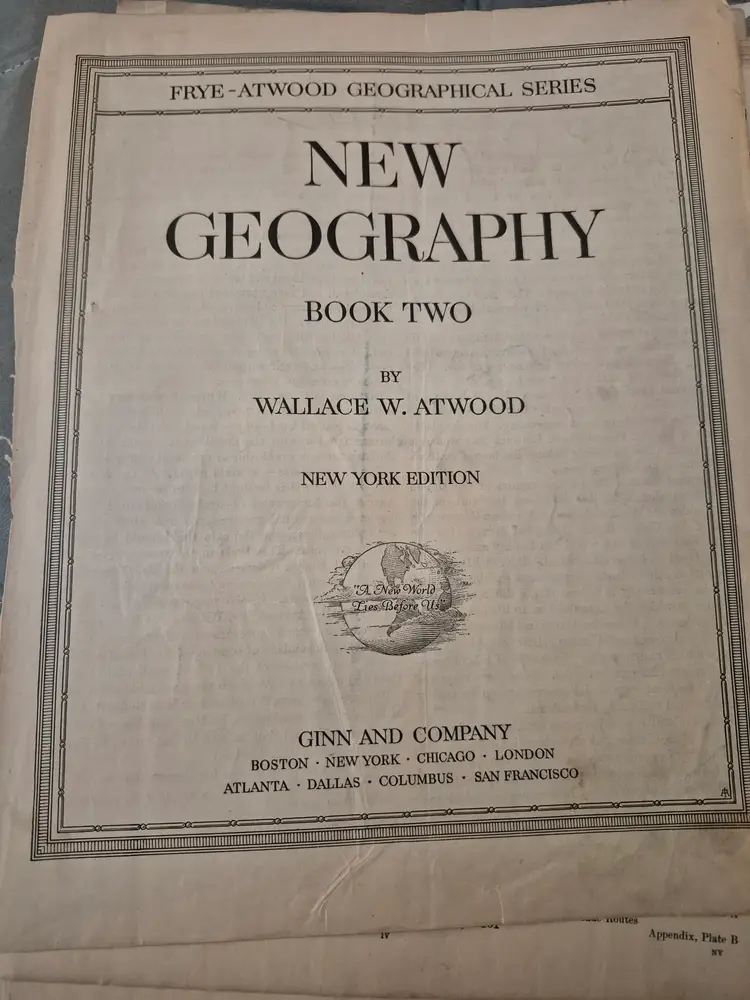 FRYE-ATWOOD GEOGRAPHICAL SERIES
NEW
GEOGRAPHY
BOOK TWO
BY
WALLACE W. ATWOOD
NEW YORK EDITION
"A New World
Lies Before Us"
GINN AND COMPANY
BOSTON · NEW YORK · CHICAGO · LONDON
ATLANTA · DALLAS · COLUMBUS · SAN FRANCISCO
Routes
IV
Appendix, Plate B
NY